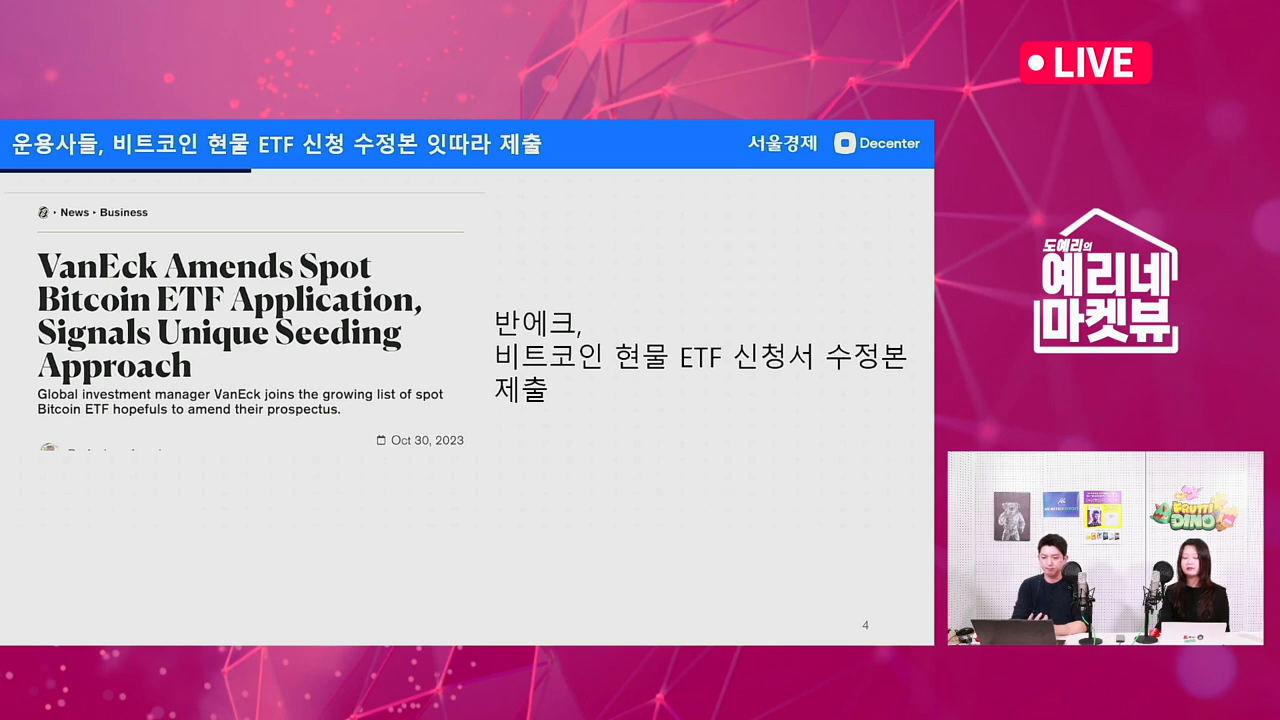 LIVE
운용사들, 비트코인 현물 ETF 신청 수정본 잇따라 제출
서울경제 Decenter
News • Business
VanEck Amends Spot
Bitcoin ETF Application,
Signals Unique Seeding
Approach
Global investment manager VanEck joins the growing list of spot
Bitcoin ETF hopefuls to amend their prospectus.
Oct 30, 2023
반에크,
비트코인 현물 ETF 신청서 수정본
제출
4
도예리의
예리네
마켓뷰
FRUTTI
DINO